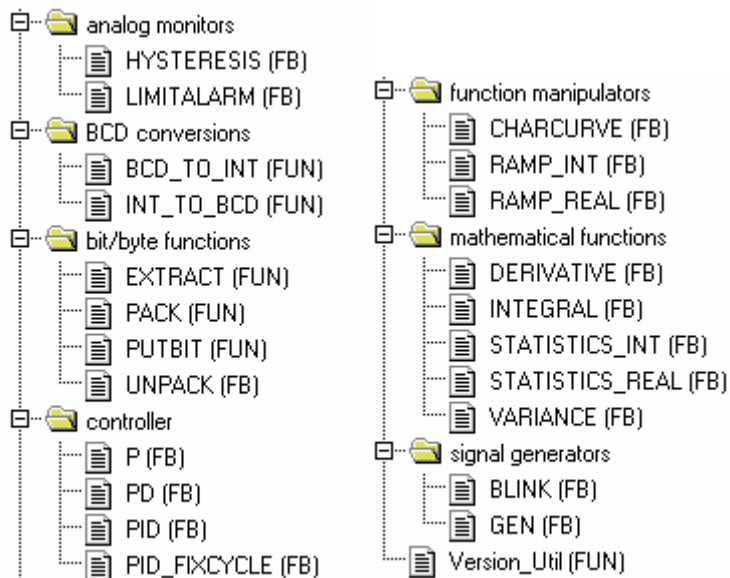 analog monitors
HYSTERESIS (FB)
LIMITALARM (FB)
BCD conversions
BCD_TO_INT (FUN)
INT_TO_BCD (FUN)
bit/byte functions
EXTRACT (FUN)
PACK (FUN)
PUTBIT (FUN)
UNPACK (FB)
controller
P (FB)
PD (FB)
PID (FB)
PID_FIXCYCLE (FB)
function manipulators
CHARCURVE (FB)
RAMP_INT (FB)
RAMP_REAL (FB)
mathematical functions
DERIVATIVE (FB)
INTEGRAL (FB)
STATISTICS_INT (FB)
STATISTICS_REAL (FB)
VARIANCE (FB)
signal generators
BLINK (FB)
GEN (FB)
Version_Util (FUN)